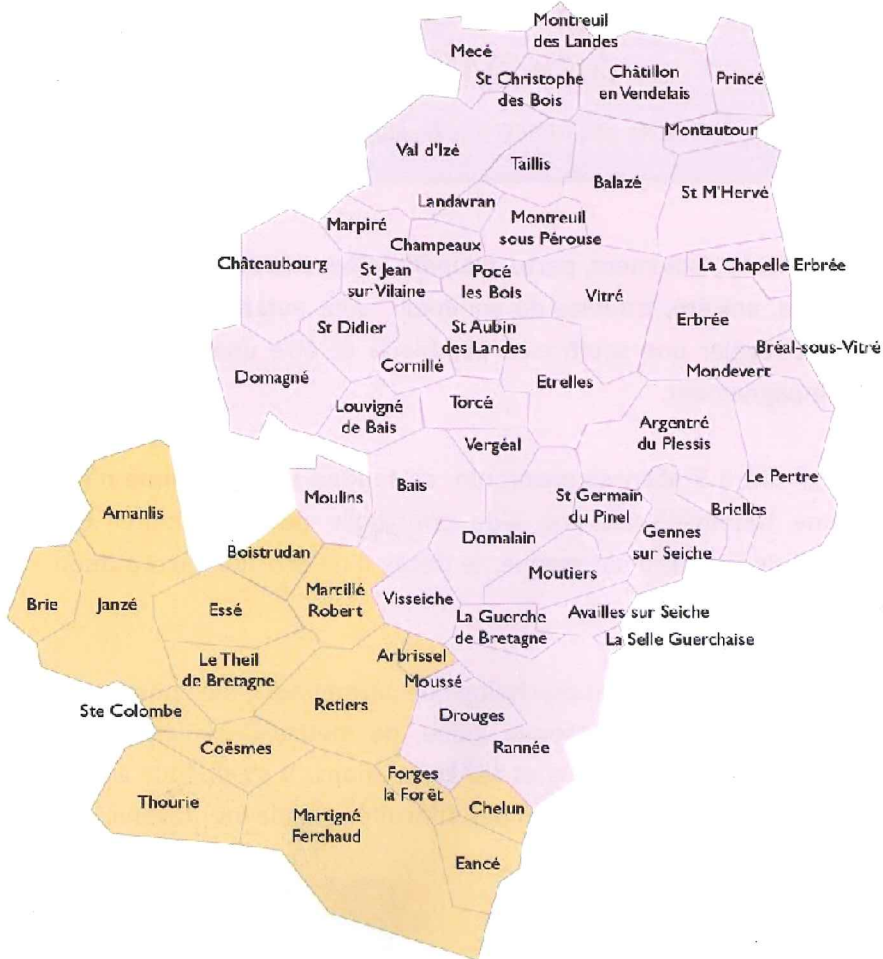 Montreuil
des Landes
Mecé
St Christophe
des Bois
Châtillon
en Vendelais
Princé
Montautour
Val d'Izé
Taillis
Balazé
St M'Hervé
Landavran
Marpiré
Montreuil
sous Pérouse
Champeaux
Châteaubourg
St Jean
sur Vilaine
Pocé
les Bois
La Chapelle Erbrée
Vitré
Erbrée
St Didier
St Aubin
des Landes
Bréal-sous-Vitré
Cornillé
Mondevert
Domagné
Etrelles
Louvigné
de Bais
Torcé
Argentré
du Plessis
Vergéal
Le Pertre
Bais
Moulins
St Germain
du Pinel
Brielles
Amanlis
Domalain
Gennes
sur Seiche
Boistrudan
Moutiers
Marcillé
Robert
Visseiche
Brie
Janzé
Essé
La Guerche
de Bretagne
Availles sur Seiche
La Selle Guerchaise
Arbrissel
Le Theil
de Bretagne
Moussé
Retiers
Ste Colombe
Drouges
Coësmes
Rannée
Forges
la Forêt
Thourie
Chelun
Martigné
Ferchaud
Eancé